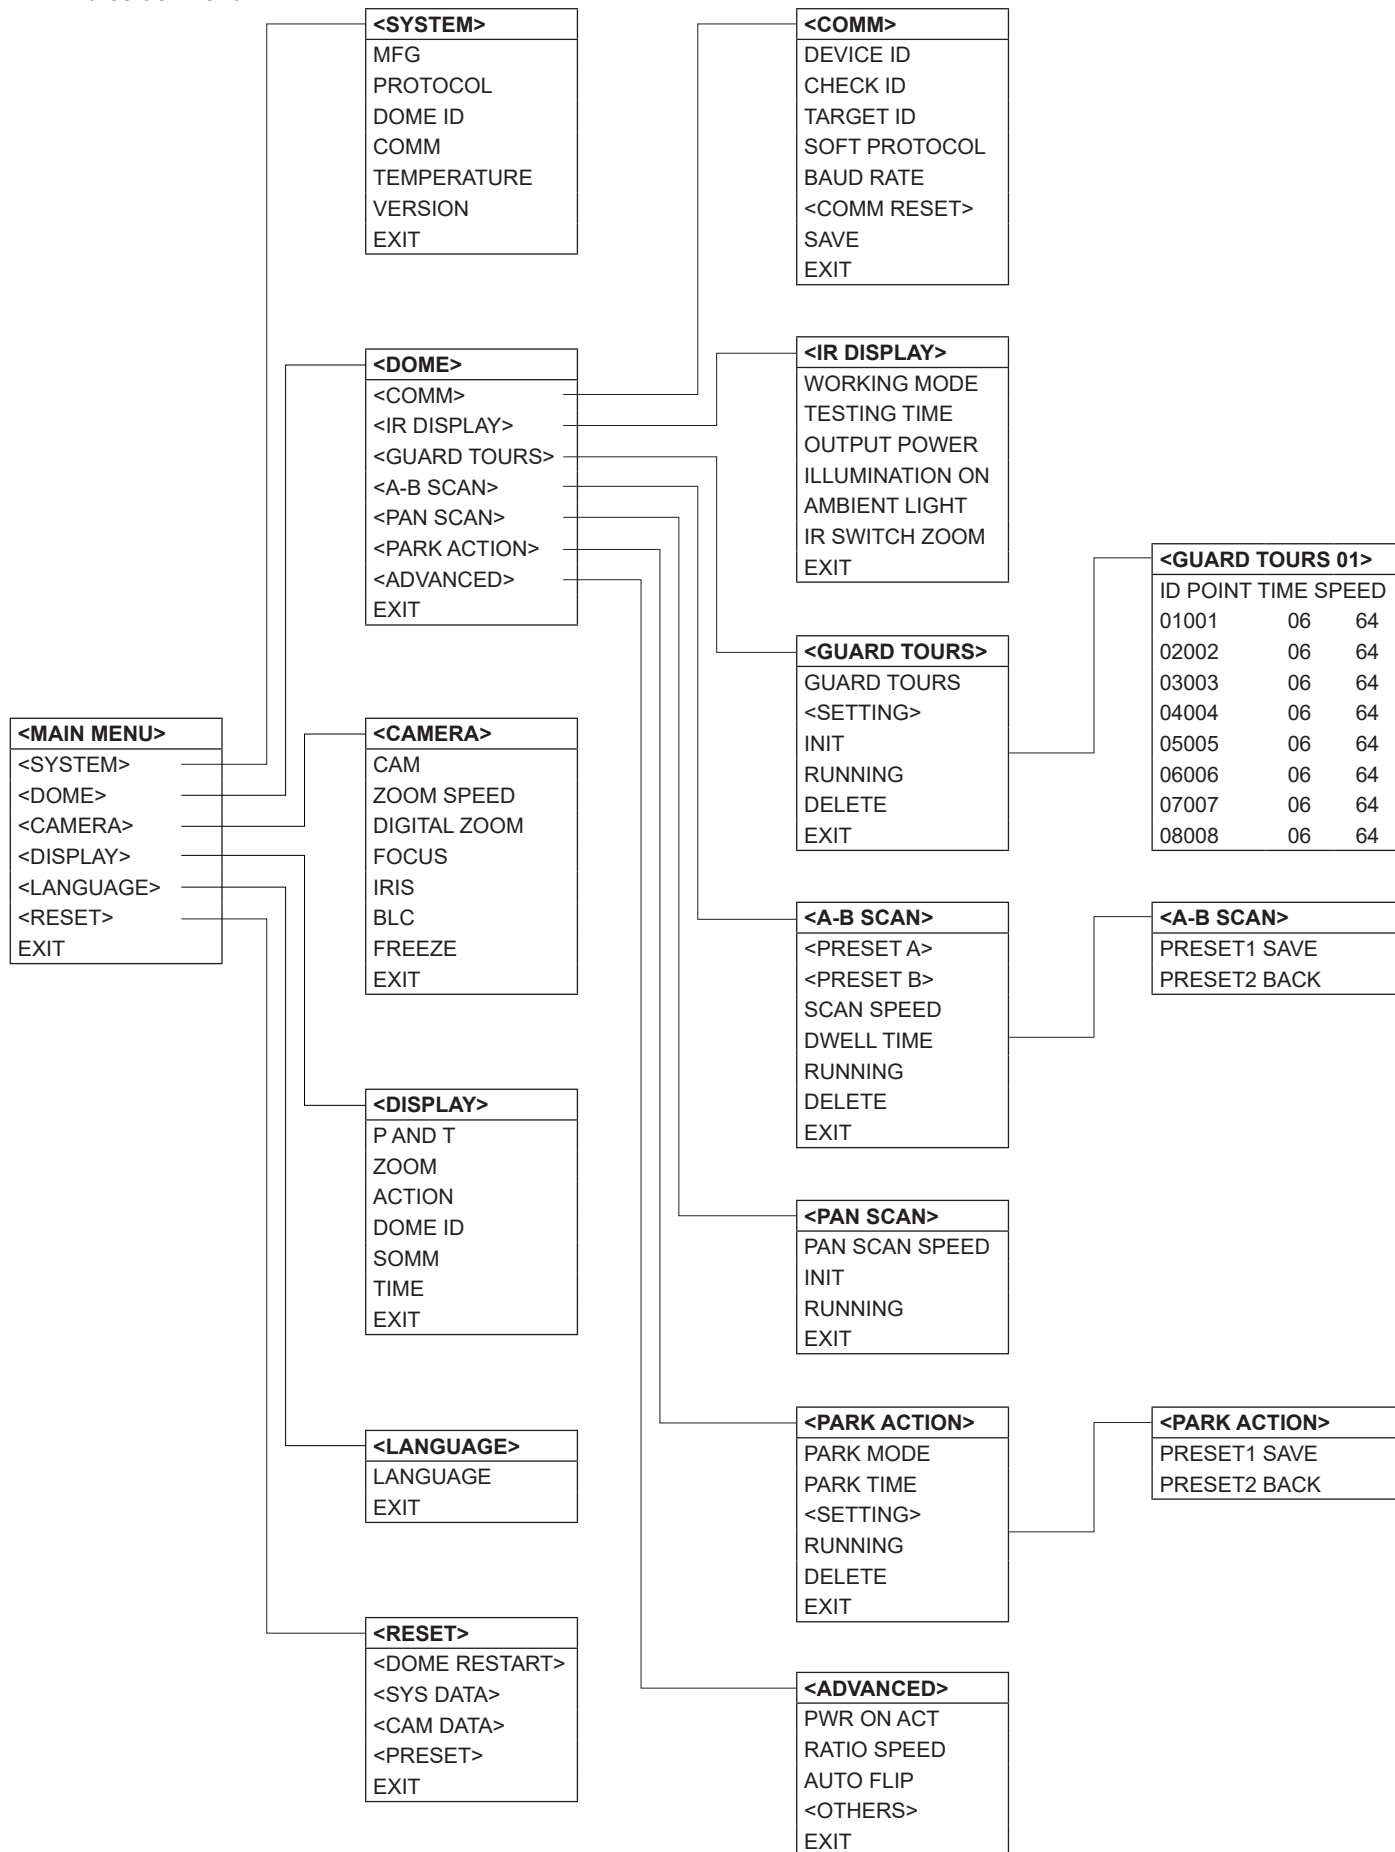 <SYSTEM>
MFG
PROTOCOL
DOME ID
COMM
TEMPERATURE
VERSION
EXIT
<COMM>
DEVICE ID
CHECK ID
TARGET ID
SOFT PROTOCOL
BAUD RATE
<COMM RESET>
SAVE
EXIT
<DOME>
<COMM>
<IR DISPLAY>
<GUARD TOURS>
<A-B SCAN>
<PAN SCAN>
<PARK ACTION>
<ADVANCED>
EXIT
<IR DISPLAY>
WORKING MODE
TESTING TIME
OUTPUT POWER
ILLUMINATION ON
AMBIENT LIGHT
IR SWITCH ZOOM
EXIT
<GUARD TOURS 01>
ID POINT TIME SPEED
01001 06 64
02002 06 64
03003 06 64
04004 06 64
05005 06 64
06006 06 64
07007 06 64
08008 06 64
<GUARD TOURS>
GUARD TOURS
<SETTING>
INIT
RUNNING
DELETE
EXIT
<MAIN MENU>
<SYSTEM>
<DOME>
<CAMERA>
<DISPLAY>
<LANGUAGE>
<RESET>
EXIT
<CAMERA>
CAM
ZOOM SPEED
DIGITAL ZOOM
FOCUS
IRIS
BLC
FREEZE
EXIT
<A-B SCAN>
<PRESET A>
<PRESET B>
SCAN SPEED
DWELL TIME
RUNNING
DELETE
EXIT
<A-B SCAN>
PRESET1 SAVE
PRESET2 BACK
<DISPLAY>
P AND T
ZOOM
ACTION
DOME ID
SOMM
TIME
EXIT
<PAN SCAN>
PAN SCAN SPEED
INIT
RUNNING
EXIT
<LANGUAGE>
LANGUAGE
EXIT
<PARK ACTION>
PARK MODE
PARK TIME
<SETTING>
RUNNING
DELETE
EXIT
<PARK ACTION>
PRESET1 SAVE
PRESET2 BACK
<RESET>
<DOME RESTART>
<SYS DATA>
<CAM DATA>
<PRESET>
EXIT
<ADVANCED>
PWR ON ACT
RATIO SPEED
AUTO FLIP
<OTHERS>
EXIT